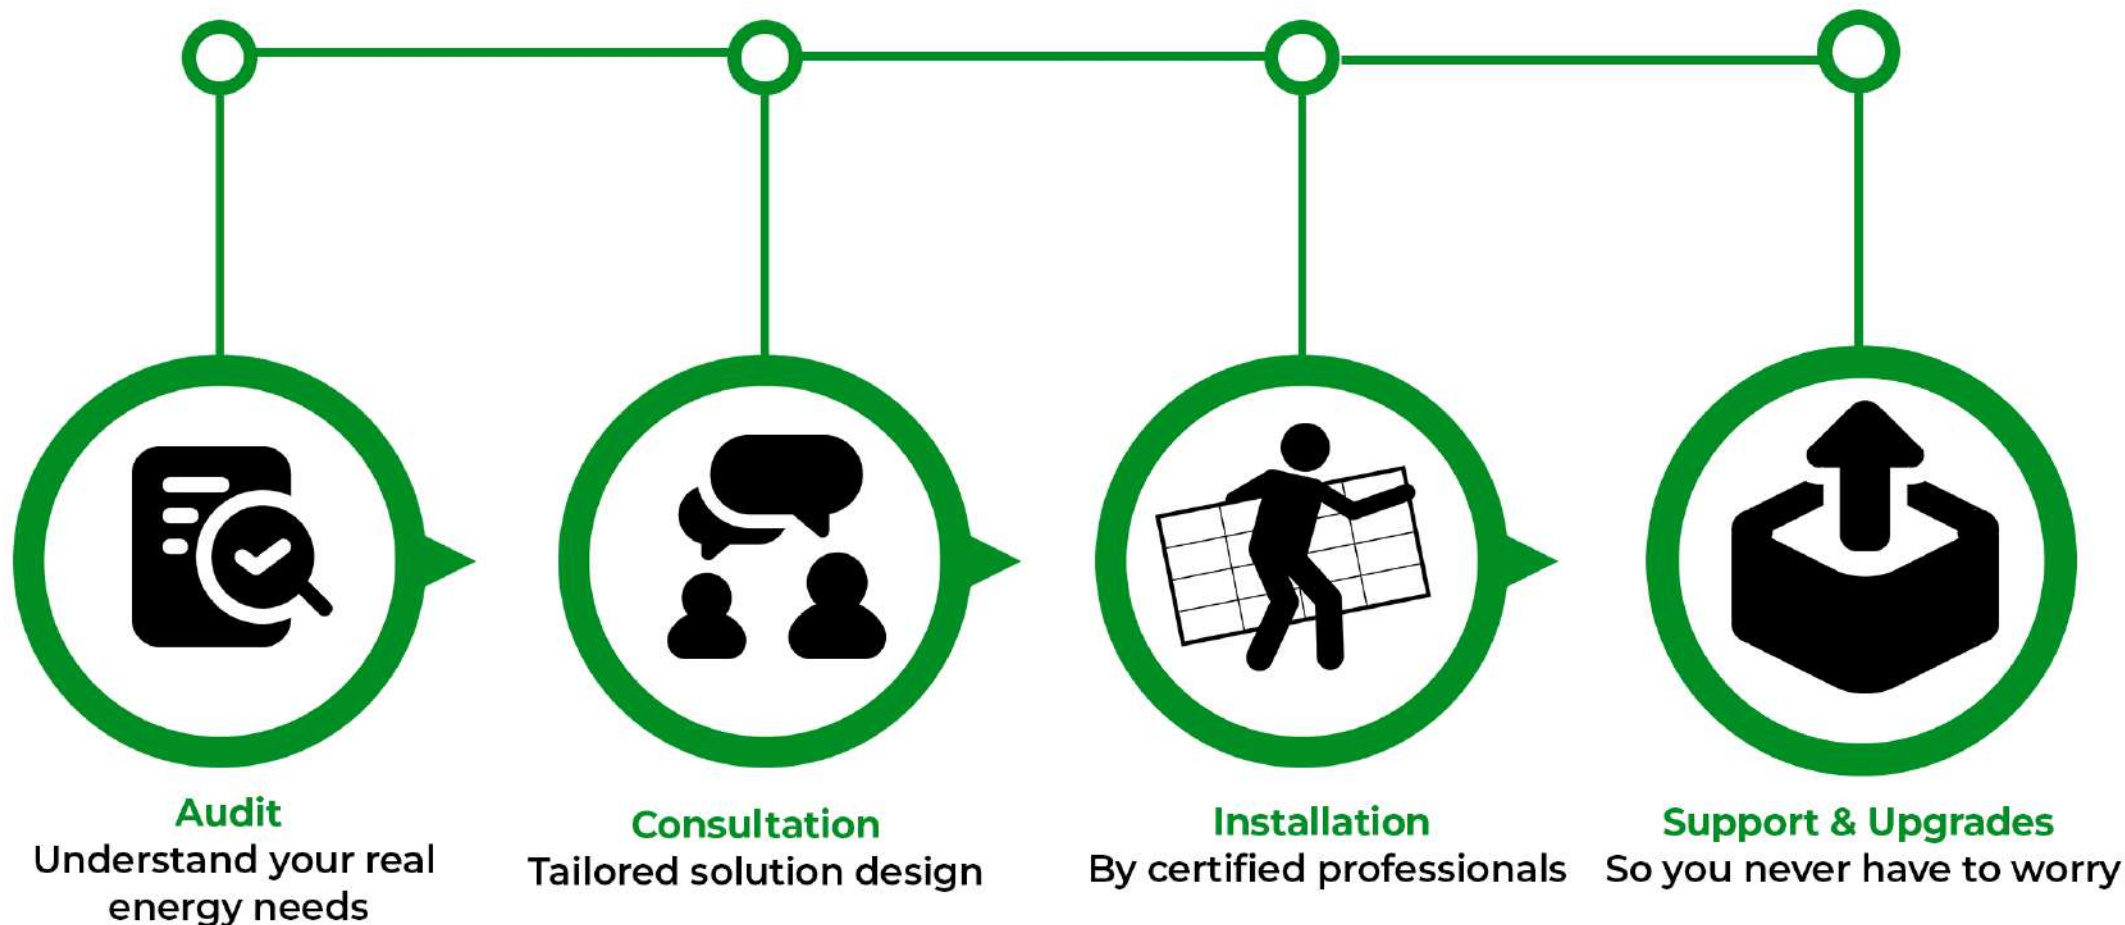 Audit
Understand your real
energy needs
Consultation
Tailored solution design
Installation
By certified professionals
Support & Upgrades
So you never have to worry